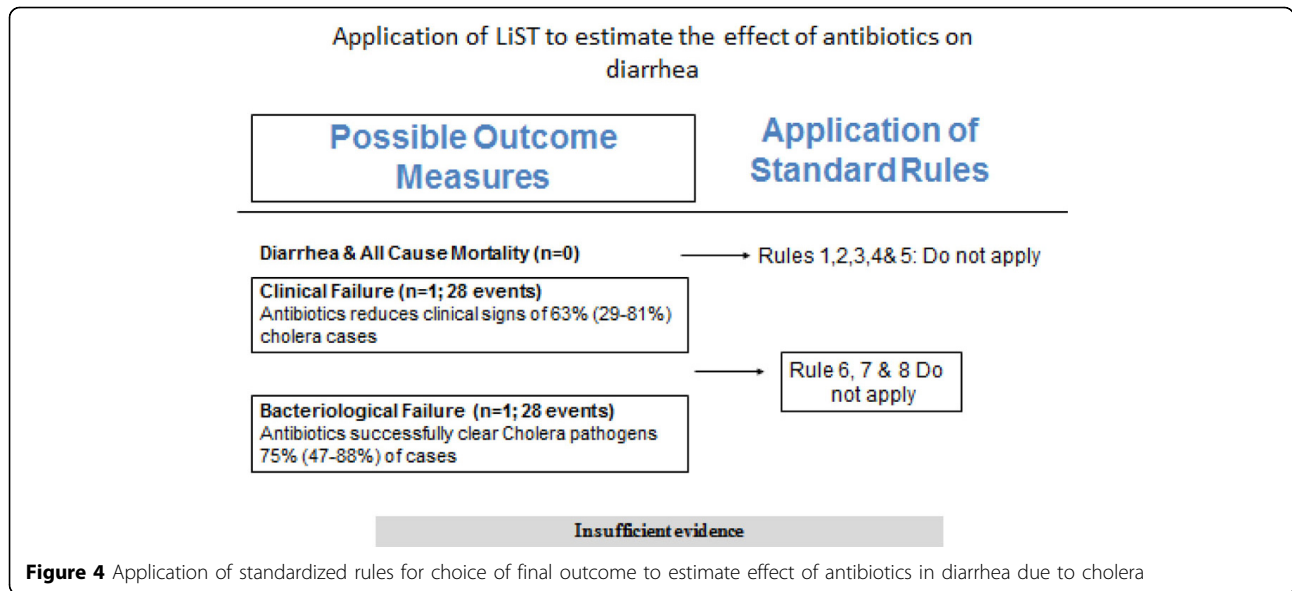 Application of LiST to estimate the effect of antibiotics on
diarrhea
Possible Outcome
Measures
Application of
Standard Rules
Diarrhea & All Cause Mortality (n=0)
Rules 1,2,3,4& 5: Do not apply
Clinical Failure (n=1; 28 events)
Antibiotics reduces clinical signs of 63% (29-81%)
cholera cases
Rule 6, 7 & 8 Do
not apply
Bacteriological Failure (n=1; 28 events)
Antibiotics successfully clear Cholera pathogens
75% (47-88%) of cases
Insufficient evidence
Figure 4 Application of standardized rules for choice of final outcome to estimate effect of antibiotics in diarrhea due to cholera